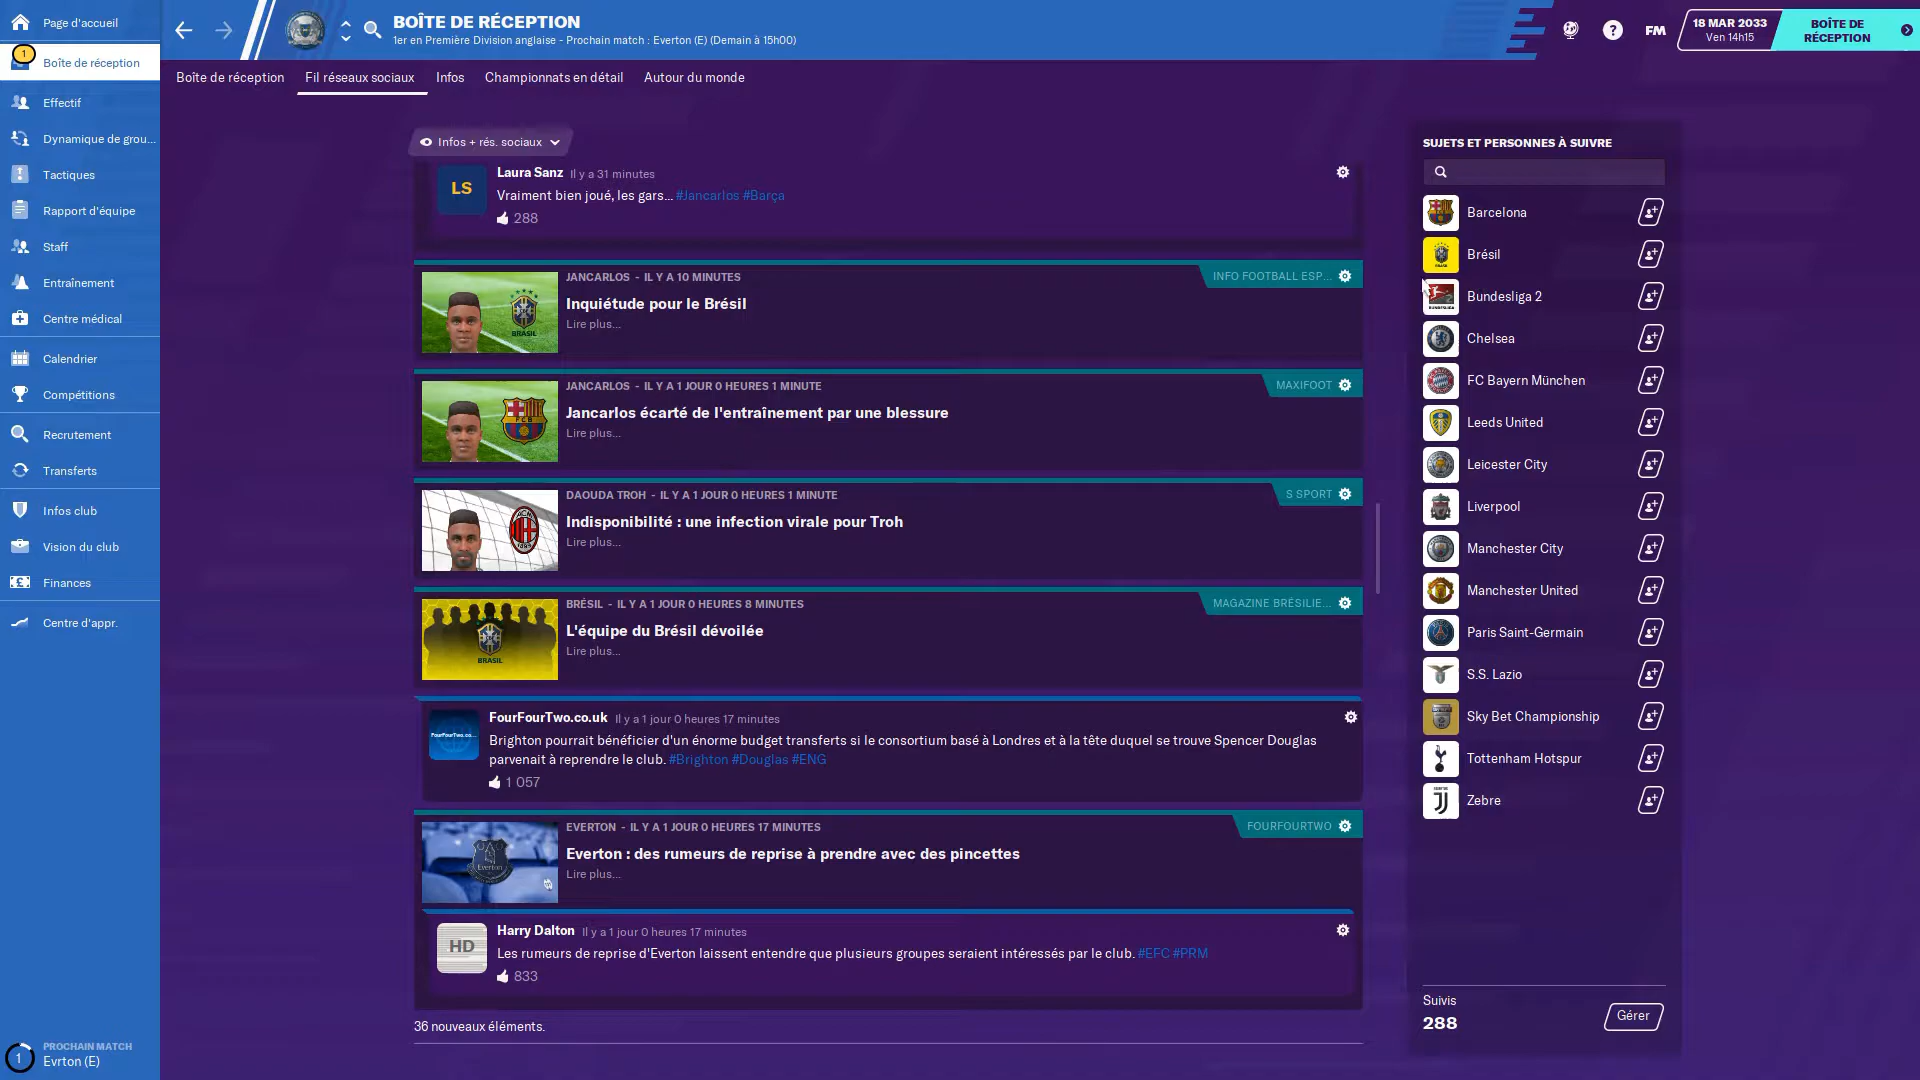 Page d'accueil
1
Boîte de réception
Effectif
Dynamique de grou...
Tactiques
Rapport d'équipe
Staff
Entraînement
Centre médical
Calendrier
Compétitions
Recrutement
Transferts
Infos club
Vision du club
Finances
Centre d'appr.
1
PROCHAIN MATCH
Evrton (E)
BOÎTE DE RÉCEPTION
1er en Première Division anglaise - Prochain match : Everton (E) (Demain à 15h00)
?
FM
18 MAR 2033
Ven 14h15
BOÎTE DE
RÉCEPTION
Boîte de réception Fil réseaux sociaux Infos Championnats en détail Autour du monde
Infos + rés. sociaux
LS
Laura Sanz Il y a 31 minutes
Vraiment bien joué, les gars... #Jancarlos #Barça
288
JANCARLOS - IL Y A 10 MINUTES
INFO FOOTBALL ESP...
Inquiétude pour le Brésil
Lire plus...
BRASIL
JANCARLOS - IL Y A 1 JOUR 0 HEURES 1 MINUTE
MAXIFOOT
Jancarlos écarté de l'entraînement par une blessure
Lire plus...
DAOUDA TROH - IL Y A 1 JOUR 0 HEURES 1 MINUTE
S SPORT
Indisponibilité : une infection virale pour Troh
Lire plus...
BRÉSIL - IL Y A 1 JOUR 0 HEURES 8 MINUTES
MAGAZINE BRÉSILIE...
L'équipe du Brésil dévoilée
Lire plus...
BRASIL
FourFourTwo.co...
FourFourTwo.co.uk Il y a 1 jour 0 heures 17 minutes
Brighton pourrait bénéficier d'un énorme budget transferts si le consortium basé à Londres et à la tête duquel se trouve Spencer Douglas
parvenait à reprendre le club. #Brighton #Douglas #ENG
1 057
EVERTON - IL Y A 1 JOUR 0 HEURES 17 MINUTES
FOURFOURTWO
Everton : des rumeurs de reprise à prendre avec des pincettes
Lire plus...
Everton
HD
Harry Dalton Il y a 1 jour 0 heures 17 minutes
Les rumeurs de reprise d'Everton laissent entendre que plusieurs groupes seraient intéressés par le club. #EFC #PRM
833
36 nouveaux éléments.
SUJETS ET PERSONNES À SUIVRE
Barcelona
Brésil
Bundesliga 2
Chelsea
FC Bayern München
Leeds United
Leicester City
Liverpool
Manchester City
Manchester United
Paris Saint-Germain
S.S. Lazio
Sky Bet Championship
Tottenham Hotspur
Zebre
Suivis
288
Gérer